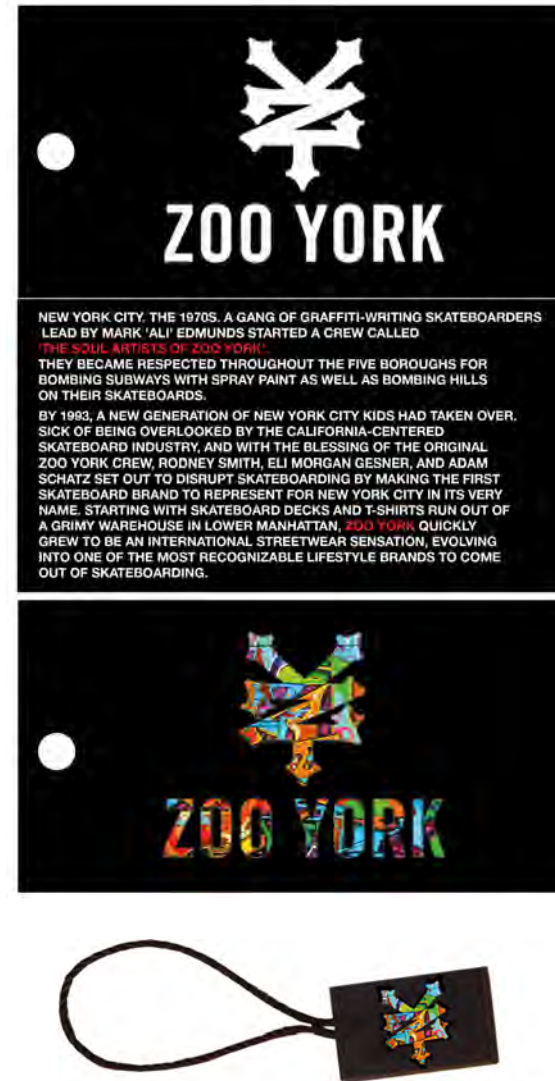 ZOO YORK
NEW YORK CITY. THE 1970S. A GANG OF GRAFFITI-WRITING SKATEBOARDERS
LEAD BY MARK 'ALI' EDMUNDS STARTED A CREW CALLED
'THE SOUL ARTISTS OF ZOO YORK'.
THEY BECAME RESPECTED THROUGHOUT THE FIVE BOROUGHS FOR
BOMBING SUBWAYS WITH SPRAY PAINT AS WELL AS BOMBING HILLS
ON THEIR SKATEBOARDS.
BY 1993, A NEW GENERATION OF NEW YORK CITY KIDS HAD TAKEN OVER.
SICK OF BEING OVERLOOKED BY THE CALIFORNIA-CENTERED
SKATEBOARD INDUSTRY, AND WITH THE BLESSING OF THE ORIGINAL
ZOO YORK CREW, RODNEY SMITH, ELI MORGAN GESNER, AND ADAM
SCHATZ SET OUT TO DISRUPT SKATEBOARDING BY MAKING THE FIRST
SKATEBOARD BRAND TO REPRESENT FOR NEW YORK CITY IN ITS VERY
NAME. STARTING WITH SKATEBOARD DECKS AND T-SHIRTS RUN OUT OF
A GRIMY WAREHOUSE IN LOWER MANHATTAN, ZOO YORK QUICKLY
GREW TO BE AN INTERNATIONAL STREETWEAR SENSATION, EVOLVING
INTO ONE OF THE MOST RECOGNIZABLE LIFESTYLE BRANDS TO COME
OUT OF SKATEBOARDING.
ZOO YORK